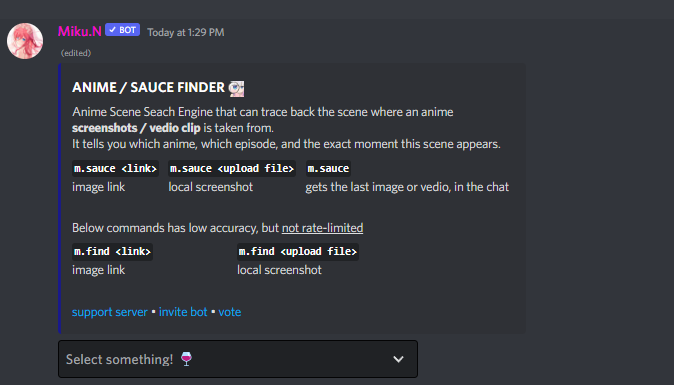 Miku.N ✓ BOT Today at 1:29 PM
(edited)
ANIME / SAUCE FINDER
Anime Scene Seach Engine that can trace back the scene where an anime
screenshots / vedio clip is taken from.
It tells you which anime, which episode, and the exact moment this scene appears.
m.sauce <link> m.sauce <upload file> m.sauce
image link local screenshot gets the last image or vedio, in the chat
Below commands has low accuracy, but not rate-limited
m.find <link> m.find <upload file>
image link local screenshot
support server • invite bot • vote
Select something! 🍷